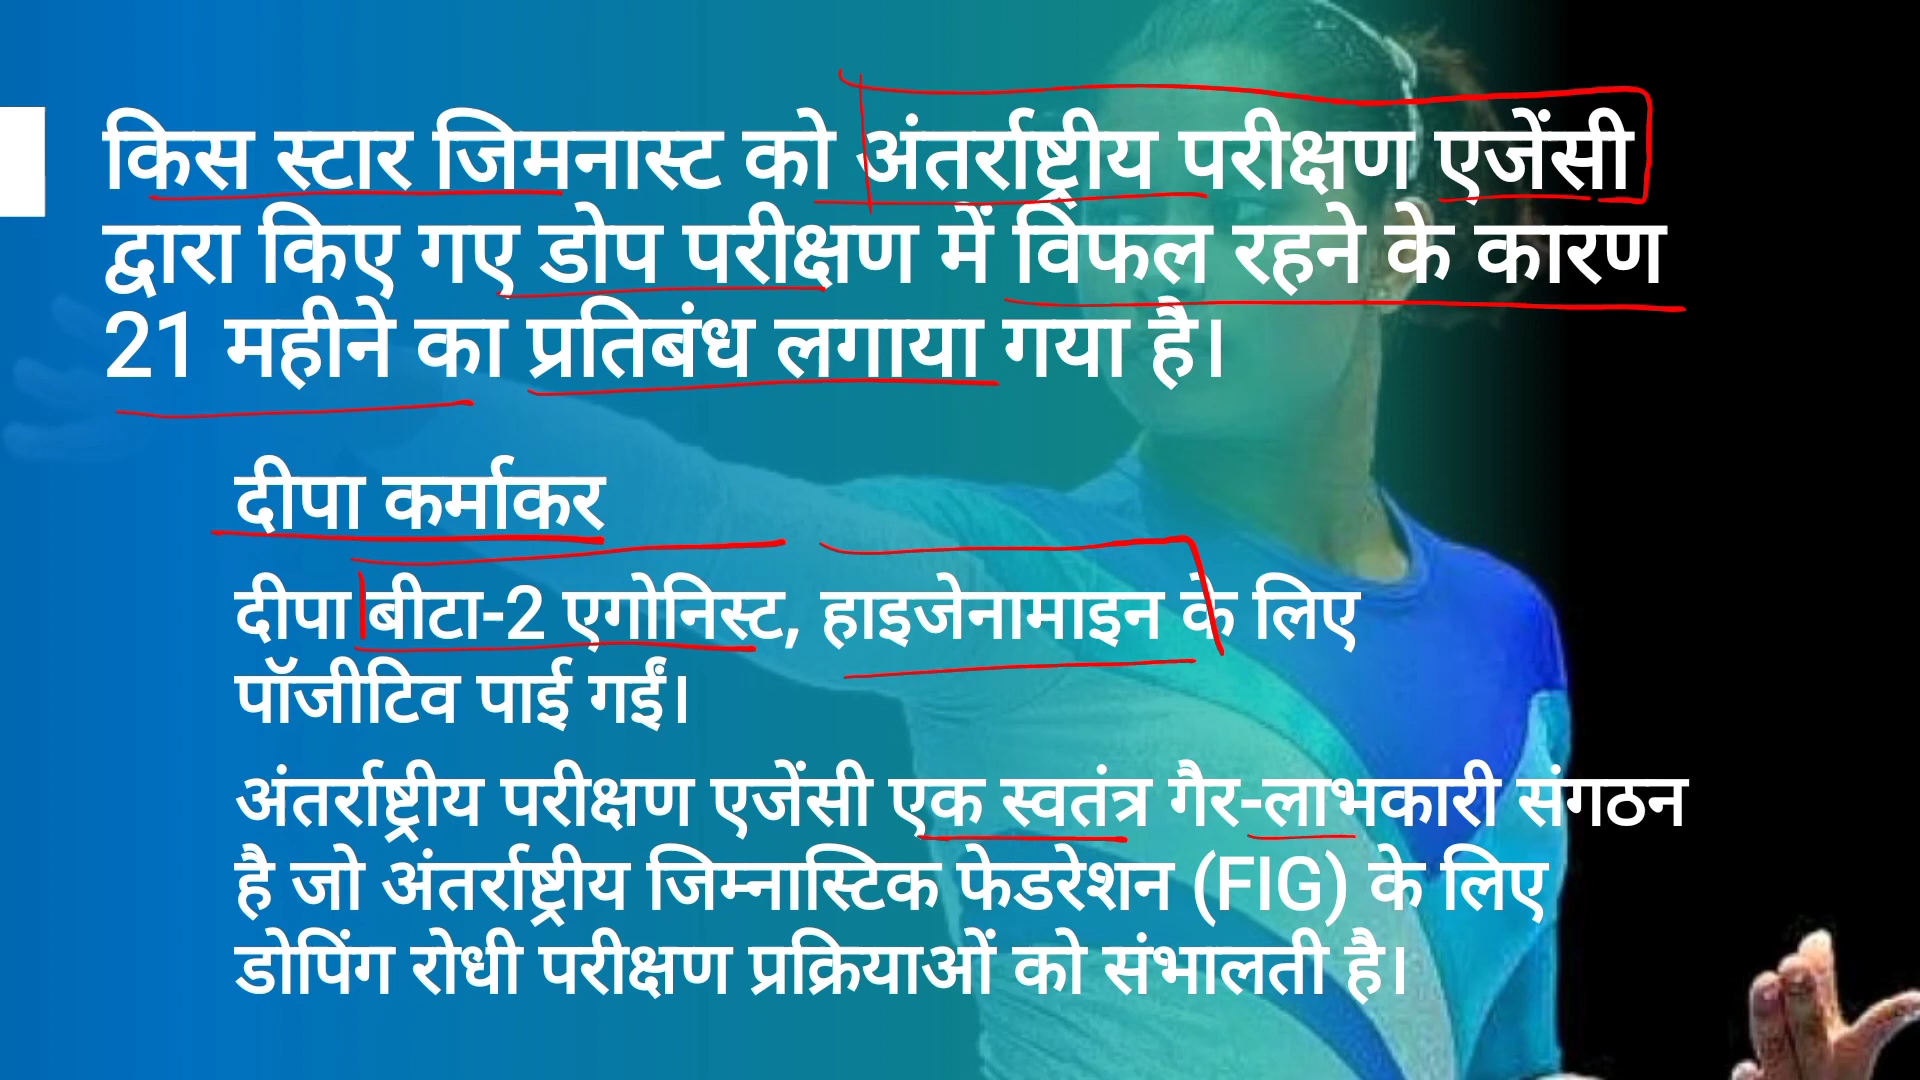 किस स्टार जिमनास्ट को अंतर्राष्ट्रीय परीक्षण एजेंसी
द्वारा किए गए डोप परीक्षण में विफल रहने के कारण
21 महीने का प्रतिबंध लगाया गया है।
दीपा कर्माकर
दीपा बीटा-2 एगोनिस्ट, हाइजेनामाइन के लिए
पॉजीटिव पाई गईं।
अंतर्राष्ट्रीय परीक्षण एजेंसी एक स्वतंत्र गैर-लाभकारी संगठन
है जो अंतर्राष्ट्रीय जिम्नास्टिक फेडरेशन (FIG) के लिए
डोपिंग रोधी परीक्षण प्रक्रियाओं को संभालती है।